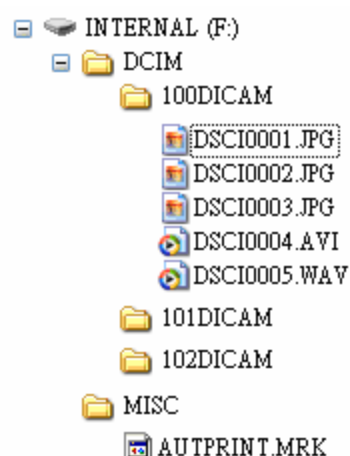 INTERNAL (F:)
DCIM
100DICAM
DSCI0001.JPG
DSCI0002.JPG
DSCI0003.JPG
DSCI0004.AVI
DSCI0005.WAV
101DICAM
102DICAM
MISC
AUTPRINT.MRK